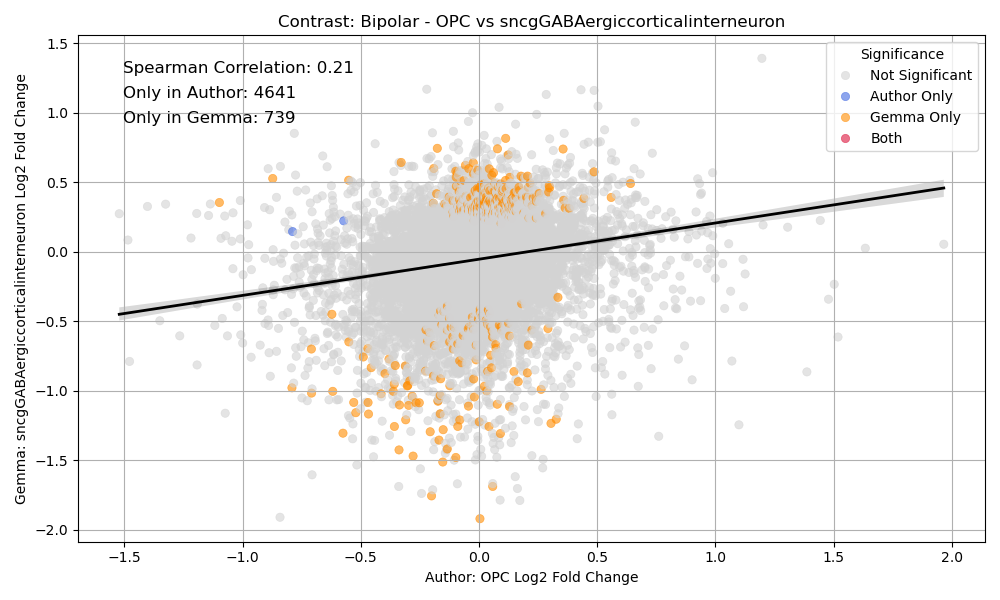 Contrast: Bipolar - OPC vs sncgGABAergiccorticalinterneuron
Spearman Correlation: 0.21
Only in Author: 4641
Only in Gemma: 739
Significance
Not Significant
Author Only
Gemma Only
Both
Gemma: sncgGABAergiccorticalinterneuron Log2 Fold Change
1.5
1.0
0.5
0.0
−0.5
−1.0
−1.5
−2.0
−1.5
−1.0
−0.5
0.0
0.5
1.0
1.5
2.0
Author: OPC Log2 Fold Change